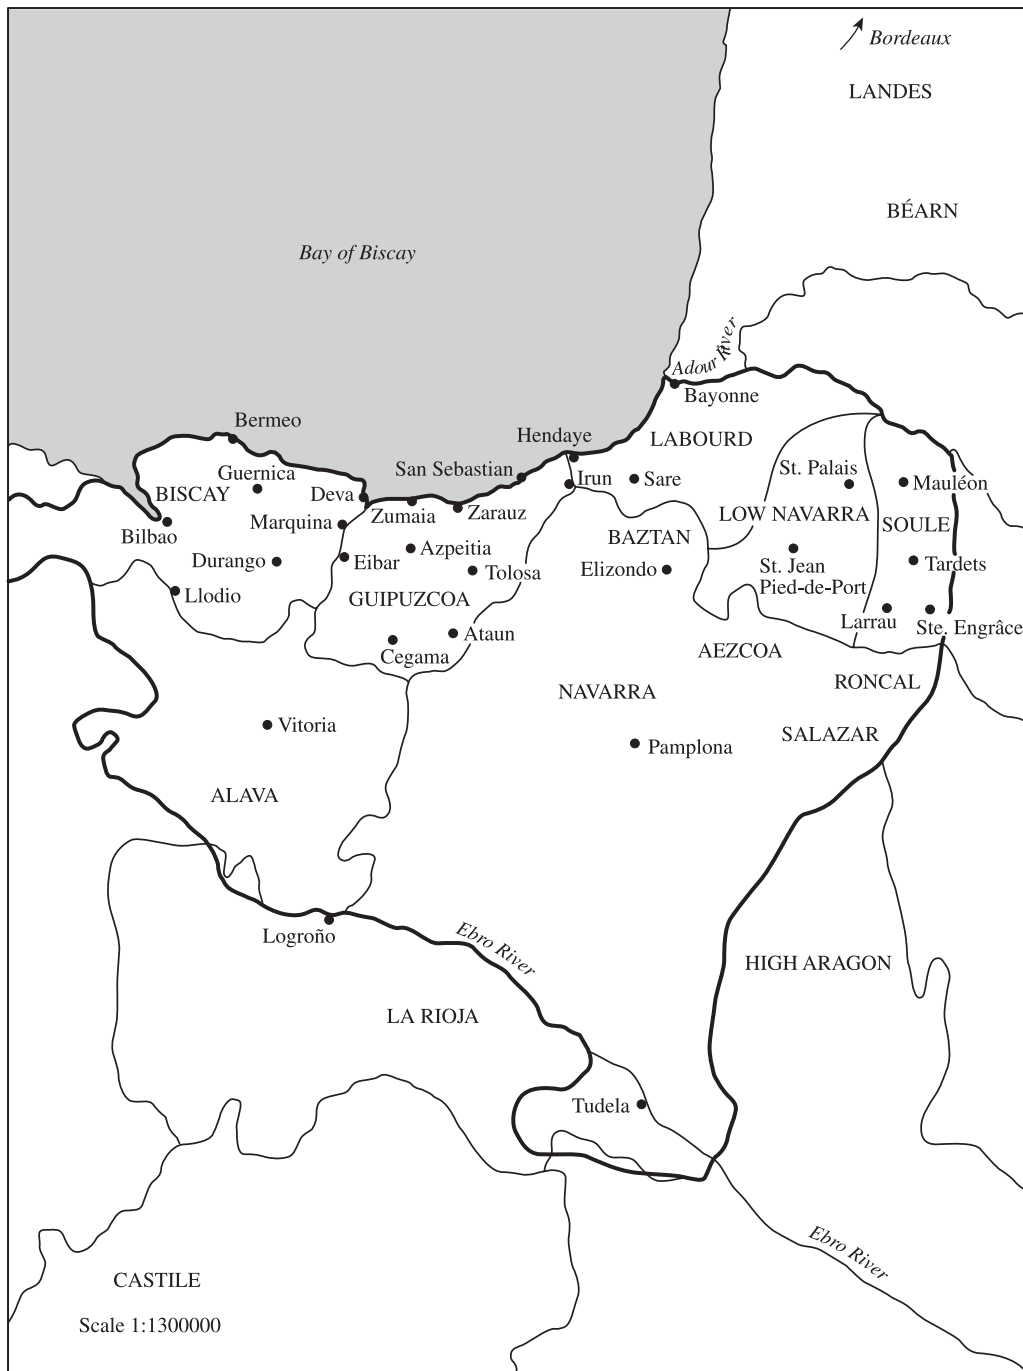 Bordeaux
LANDES
BÉARN
Bay of Biscay
Adour River
Bayonne
Bermeo
Hendaye
LABOURD
San Sebastian
Guernica
St. Palais
Irun
Sare
Mauléon
BISCAY
Deva
Zumaia
Zarauz
LOW NAVARRA
SOULE
Marquina
Bilbao
BAZTAN
Azpeitia
Durango
Eibar
Tolosa
Elizondo
St. Jean
Pied-de-Port
Tardets
Llodio
GUIPUZCOA
Larrau
Ste. Engrâce
Ataun
Cegama
AEZCOA
RONCAL
NAVARRA
Vitoria
SALAZAR
Pamplona
ALAVA
Logroño
Ebro River
HIGH ARAGON
LA RIOJA
Tudela
Ebro River
CASTILE
Scale 1:1300000